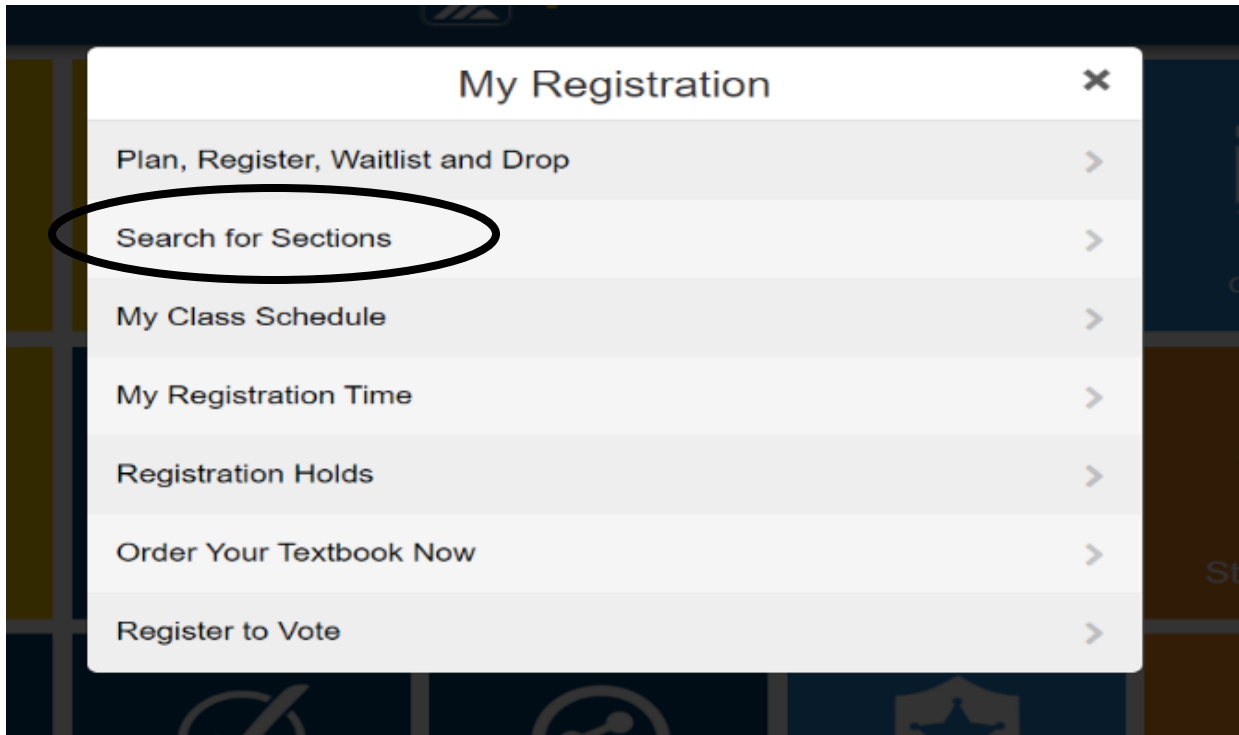 My Registration
Plan, Register, Waitlist and Drop
Search for Sections
My Class Schedule
My Registration Time
Registration Holds
Order Your Textbook Now
Register to Vote